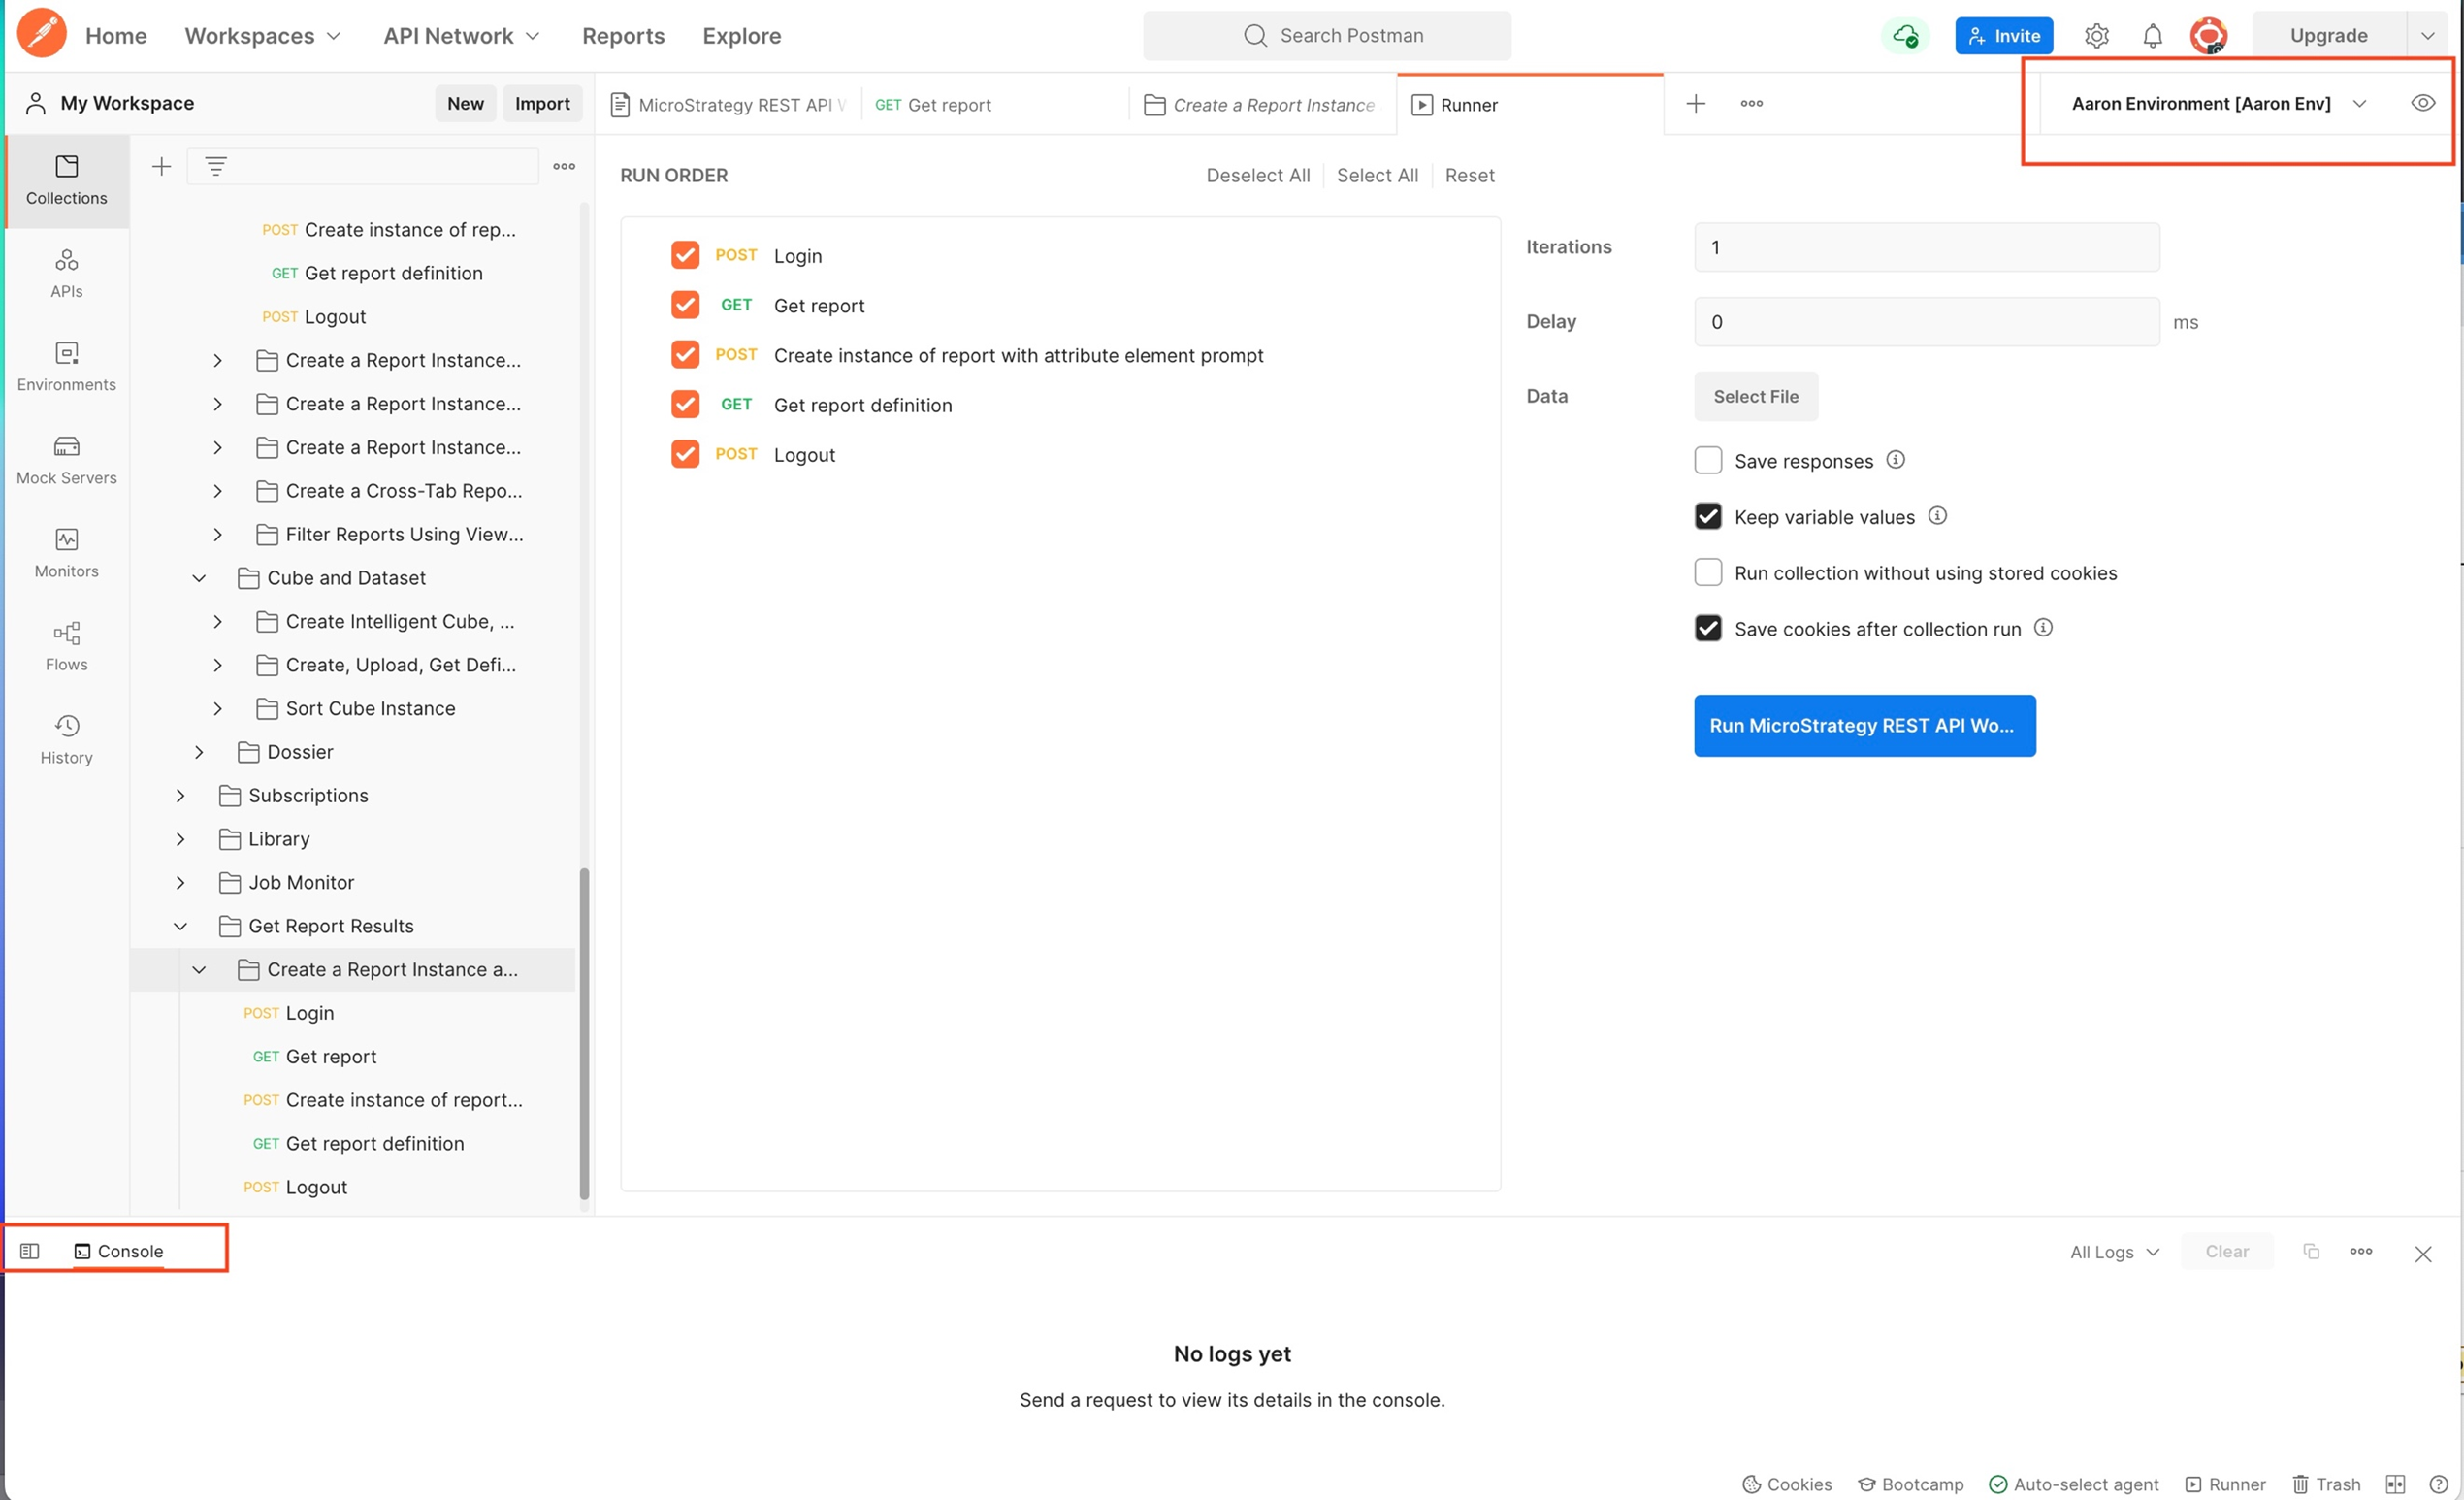 Home Workspaces API Network Reports Explore Search Postman Invite Upgrade
My Workspace New Import
MicroStrategy REST API GET Get report Create a Report Instance Runner Aaron Environment [Aaron Env]
Collections
APIs
Environments
Mock Servers
Monitors
Flows
History
POST Create instance of rep...
GET Get report definition
POST Logout
Create a Report Instance...
Create a Report Instance...
Create a Report Instance...
Create a Cross-Tab Repo...
Filter Reports Using View...
Cube and Dataset
Create Intelligent Cube, ...
Create, Upload, Get Defi...
Sort Cube Instance
Dossier
Subscriptions
Library
Job Monitor
Get Report Results
Create a Report Instance a...
POST Login
GET Get report
POST Create instance of report...
GET Get report definition
POST Logout
RUN ORDER Deselect All Select All Reset
POST Login
GET Get report
POST Create instance of report with attribute element prompt
GET Get report definition
POST Logout
Iterations 1
Delay 0 ms
Data Select File
Save responses
Keep variable values
Run collection without using stored cookies
Save cookies after collection run
Run MicroStrategy REST API Wo...
Console All Logs Clear
No logs yet
Send a request to view its details in the console.
Cookies Bootcamp Auto-select agent Runner Trash